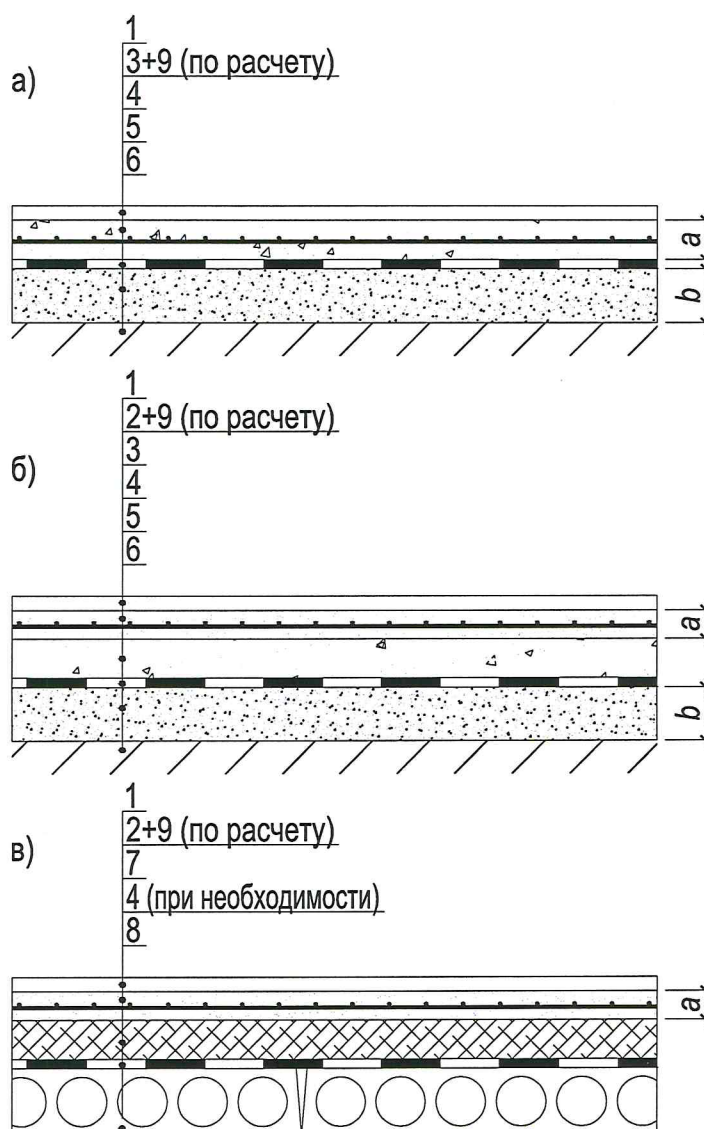 а)
1
3+9 (по расчету)
4
5
6
a
b
б)
1
2+9 (по расчету)
3
4
5
6
a
b
в)
1
2+9 (по расчету)
7
4 (при необходимости)
8
a